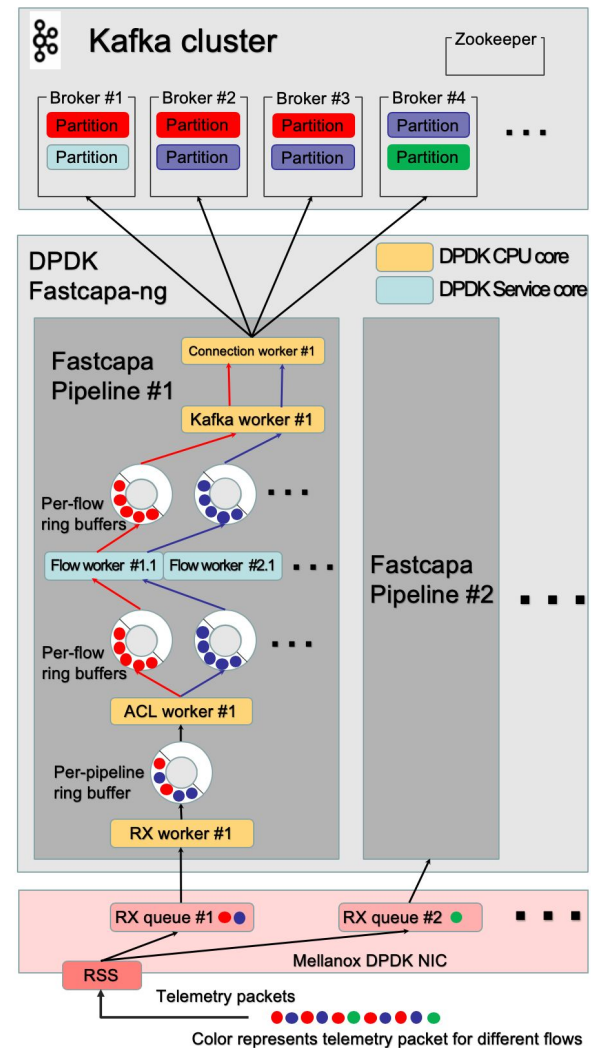 Kafka cluster
Zookeeper
Broker #1
Broker #2
Broker #3
Broker #4
Partition
Partition
Partition
Partition
Partition
Partition
Partition
Partition
DPDK
Fastcapa-ng
DPDK CPU core
DPDK Service core
Fastcapa
Pipeline #1
Connection worker #1
Kafka worker #1
Per-flow
ring buffers
Flow worker #1.1
Flow worker #2.1
Fastcapa
Pipeline #2
Per-flow
ring buffers
ACL worker #1
Per-pipeline
ring buffer
RX worker #1
RX queue #1
RX queue #2
Mellanox DPDK NIC
RSS
Telemetry packets
Color represents telemetry packet for different flows